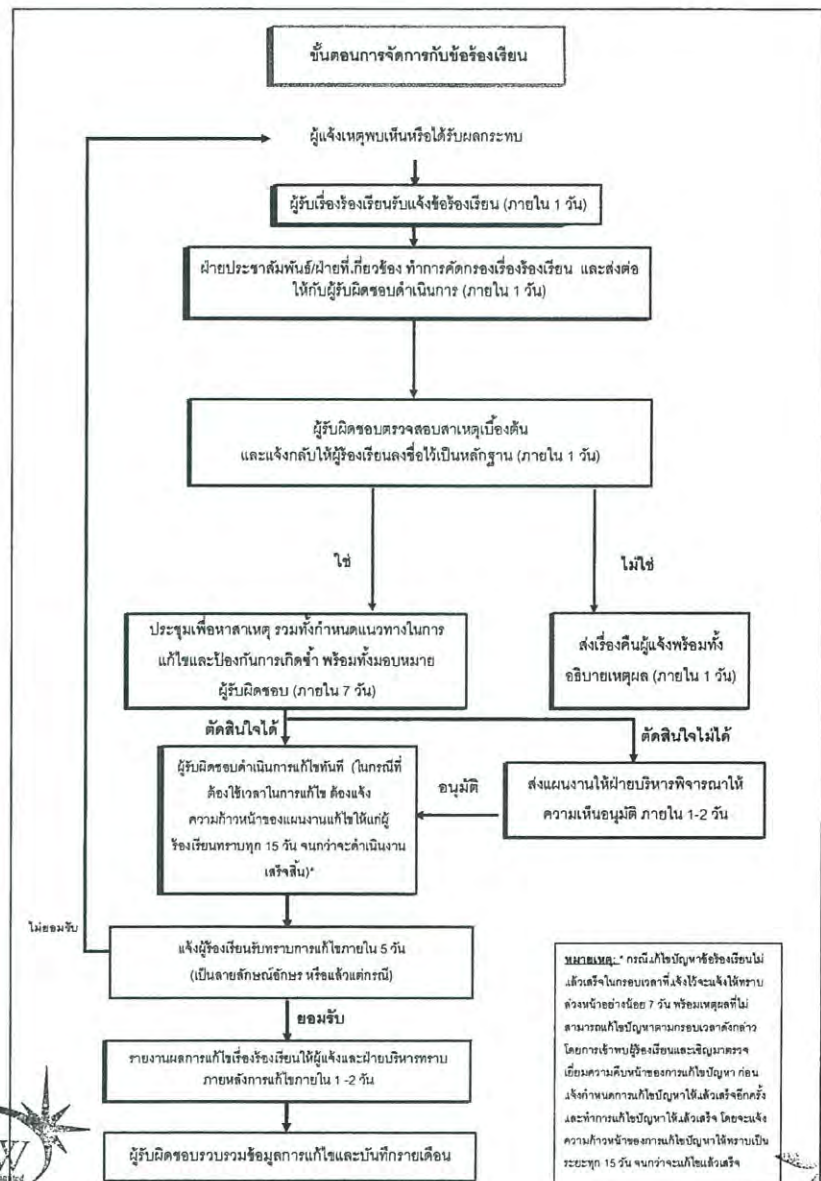 ขั้นตอนการจัดการกับข้อร้องเรียน
ผู้แจ้งเหตุพบเห็นหรือได้รับผลกระทบ
ผู้รับเรื่องร้องเรียนรับแจ้งข้อร้องเรียน (ภายใน 1 วัน)
ฝ่ายประชาสัมพันธ์/ฝ่ายที่เกี่ยวข้อง ทำการคัดกรองเรื่องร้องเรียน และส่งต่อ
ให้กับผู้รับผิดชอบดำเนินการ (ภายใน 1 วัน)
ผู้รับผิดชอบตรวจสอบสาเหตุเบื้องต้น
และแจ้งกลับให้ผู้ร้องเรียนลงชื่อไว้เป็นหลักฐาน (ภายใน 1 วัน)
ใช่
ไม่ใช่
ประชุมเพื่อหาสาเหตุ รวมทั้งกำหนดแนวทางในการ
แก้ไขและป้องกันการเกิดซ้ำ พร้อมทั้งมอบหมาย
ผู้รับผิดชอบ (ภายใน 7 วัน)
ส่งเรื่องคืนผู้แจ้งพร้อมทั้ง
อธิบายเหตุผล (ภายใน 1 วัน)
ตัดสินใจได้
ตัดสินใจไม่ได้
ผู้รับผิดชอบดำเนินการแก้ไขทันที (ในกรณีที่
ต้องใช้เวลาในการแก้ไข ต้องแจ้ง
ความก้าวหน้าของแผนงานแก้ไขให้แก่ผู้
ร้องเรียนทราบทุก 15 วัน จนกว่าจะดำเนินงาน
เสร็จสิ้น)*
อนุมัติ
ส่งแผนงานให้ฝ่ายบริหารพิจารณาให้
ความเห็นอนุมัติ ภายใน 1-2 วัน
ไม่ยอมรับ
แจ้งผู้ร้องเรียนรับทราบการแก้ไขภายใน 5 วัน
(เป็นลายลักษณ์อักษร หรือแล้วแต่กรณี)
ยอมรับ
รายงานผลการแก้ไขเรื่องร้องเรียนให้ผู้แจ้งและฝ่ายบริหารทราบ
ภายหลังการแก้ไขภายใน 1 -2 วัน
ผู้รับผิดชอบรวบรวมข้อมูลการแก้ไขและบันทึกรายเดือน
หมายเหตุ: * กรณีแก้ไขปัญหาข้อร้องเรียนไม่
แล้วเสร็จในกรอบเวลาที่แจ้งไว้จะแจ้งให้ทราบ
ล่วงหน้าอย่างน้อย 7 วัน พร้อมเหตุผลที่ไม่
สามารถแก้ไขปัญหาตามกรอบเวลาดังกล่าว
โดยการเข้าพบผู้ร้องเรียนและเชิญมาตรวจ
เยี่ยมความคืบหน้าของการแก้ไขปัญหา ก่อน
แจ้งกำหนดการแก้ไขปัญหาให้แล้วเสร็จอีกครั้ง
และทำการแก้ไขปัญหาให้แล้วเสร็จ โดยจะแจ้ง
ความก้าวหน้าของการแก้ไขปัญหาให้ทราบเป็น
ระยะทุก 15 วัน จนกว่าจะแก้ไขแล้วเสร็จ